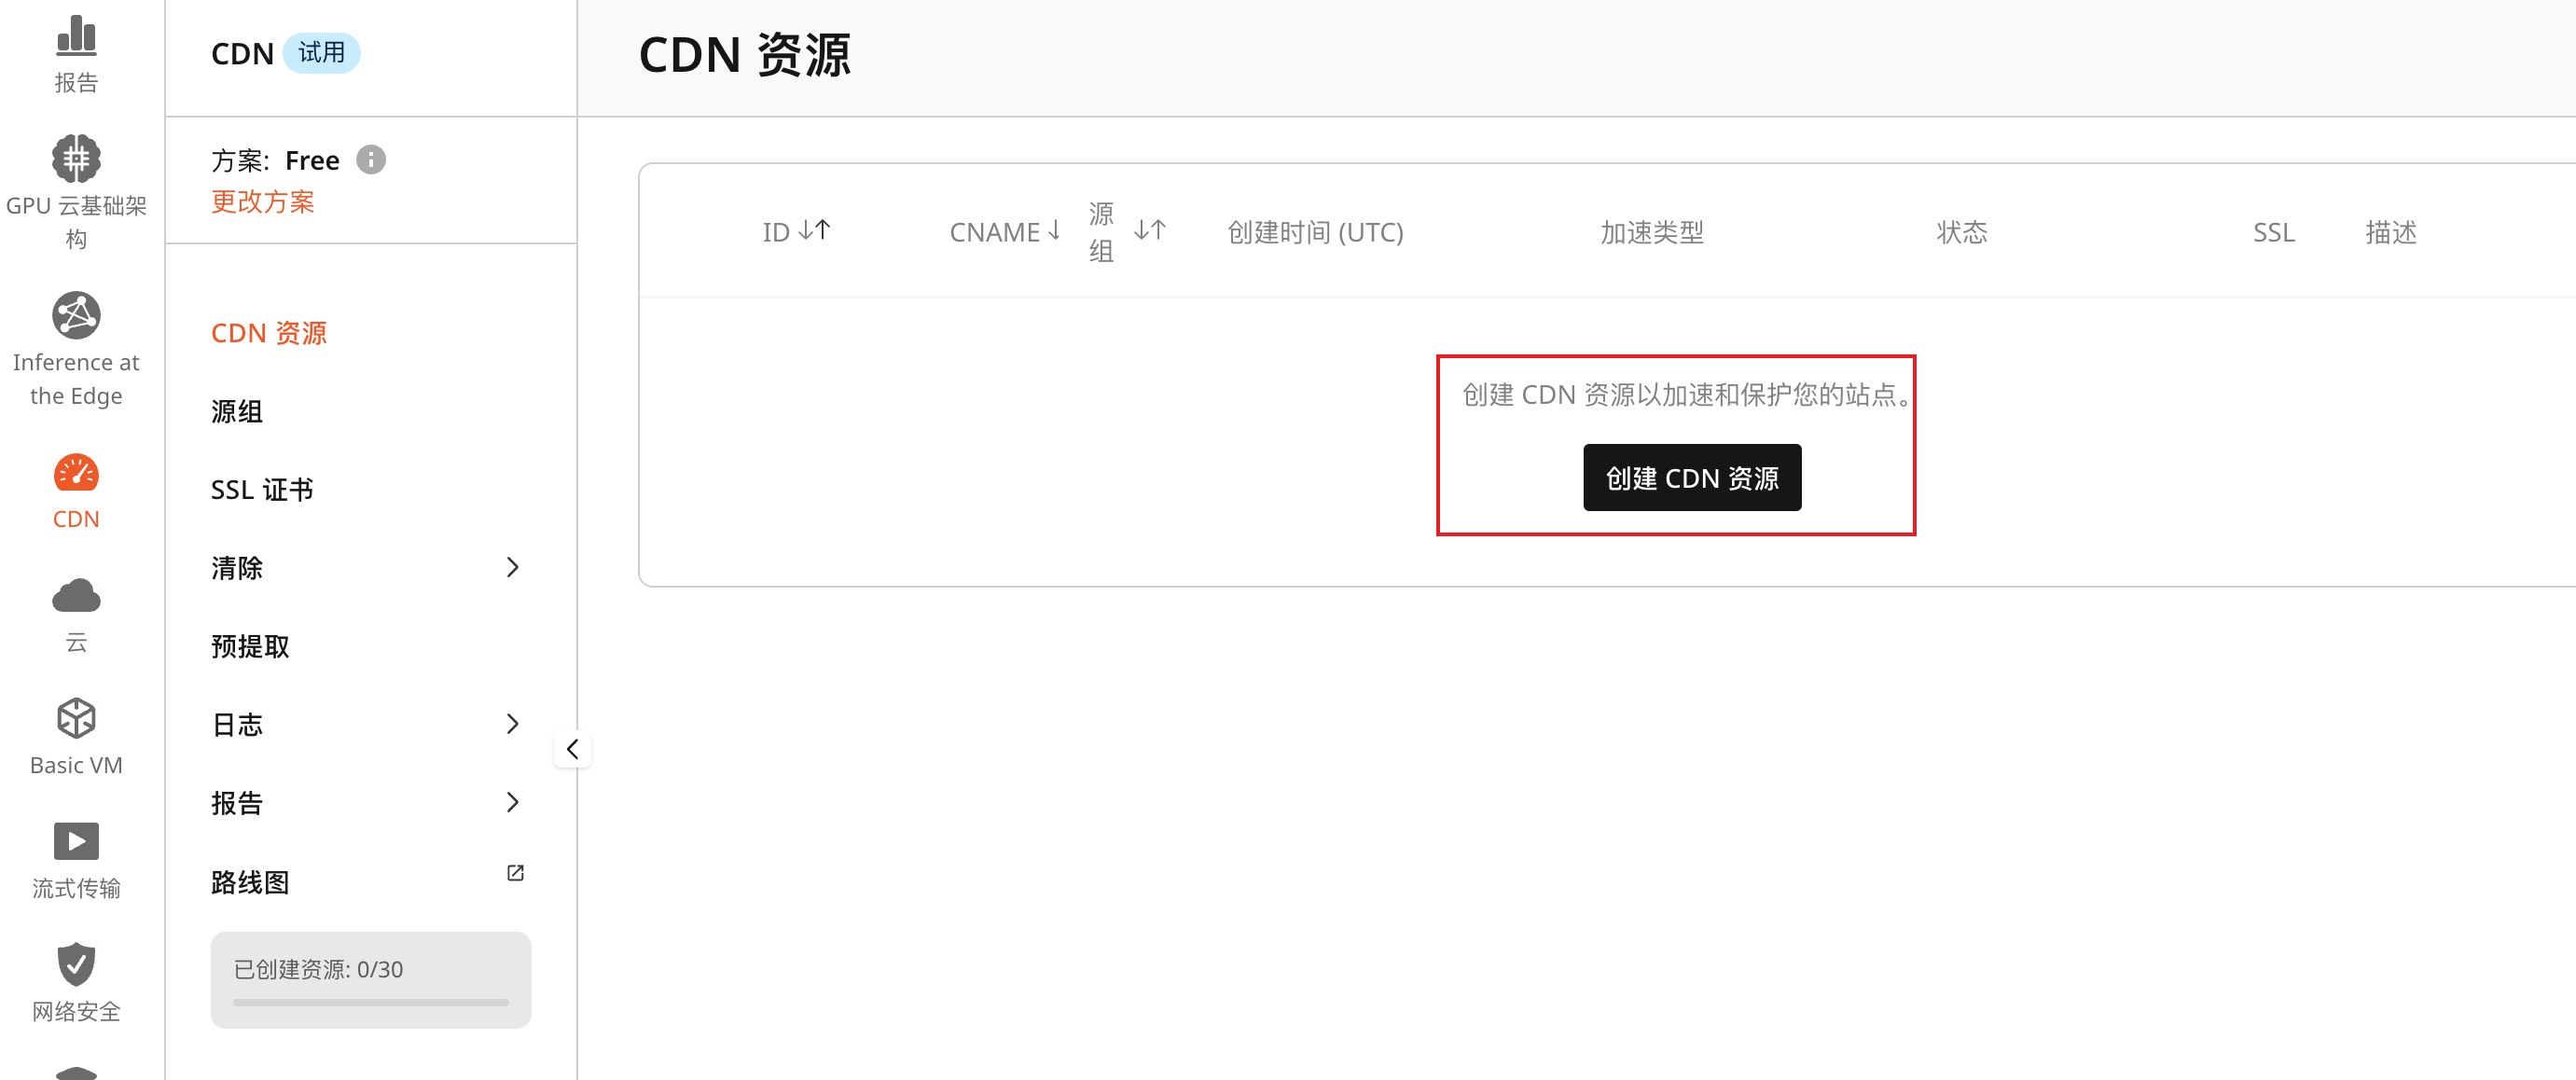 报告
GPU 云基础架
构
Inference at
the Edge
CDN
云
Basic VM
流式传输
网络安全
CDN 试用
方案: Free
更改方案
CDN 资源
源组
SSL 证书
清除
预提取
日志
报告
路线图
已创建资源: 0/30
CDN 资源
ID CNAME 源组 创建时间 (UTC) 加速类型 状态 SSL 描述
创建 CDN 资源以加速和保护您的站点。
创建 CDN 资源